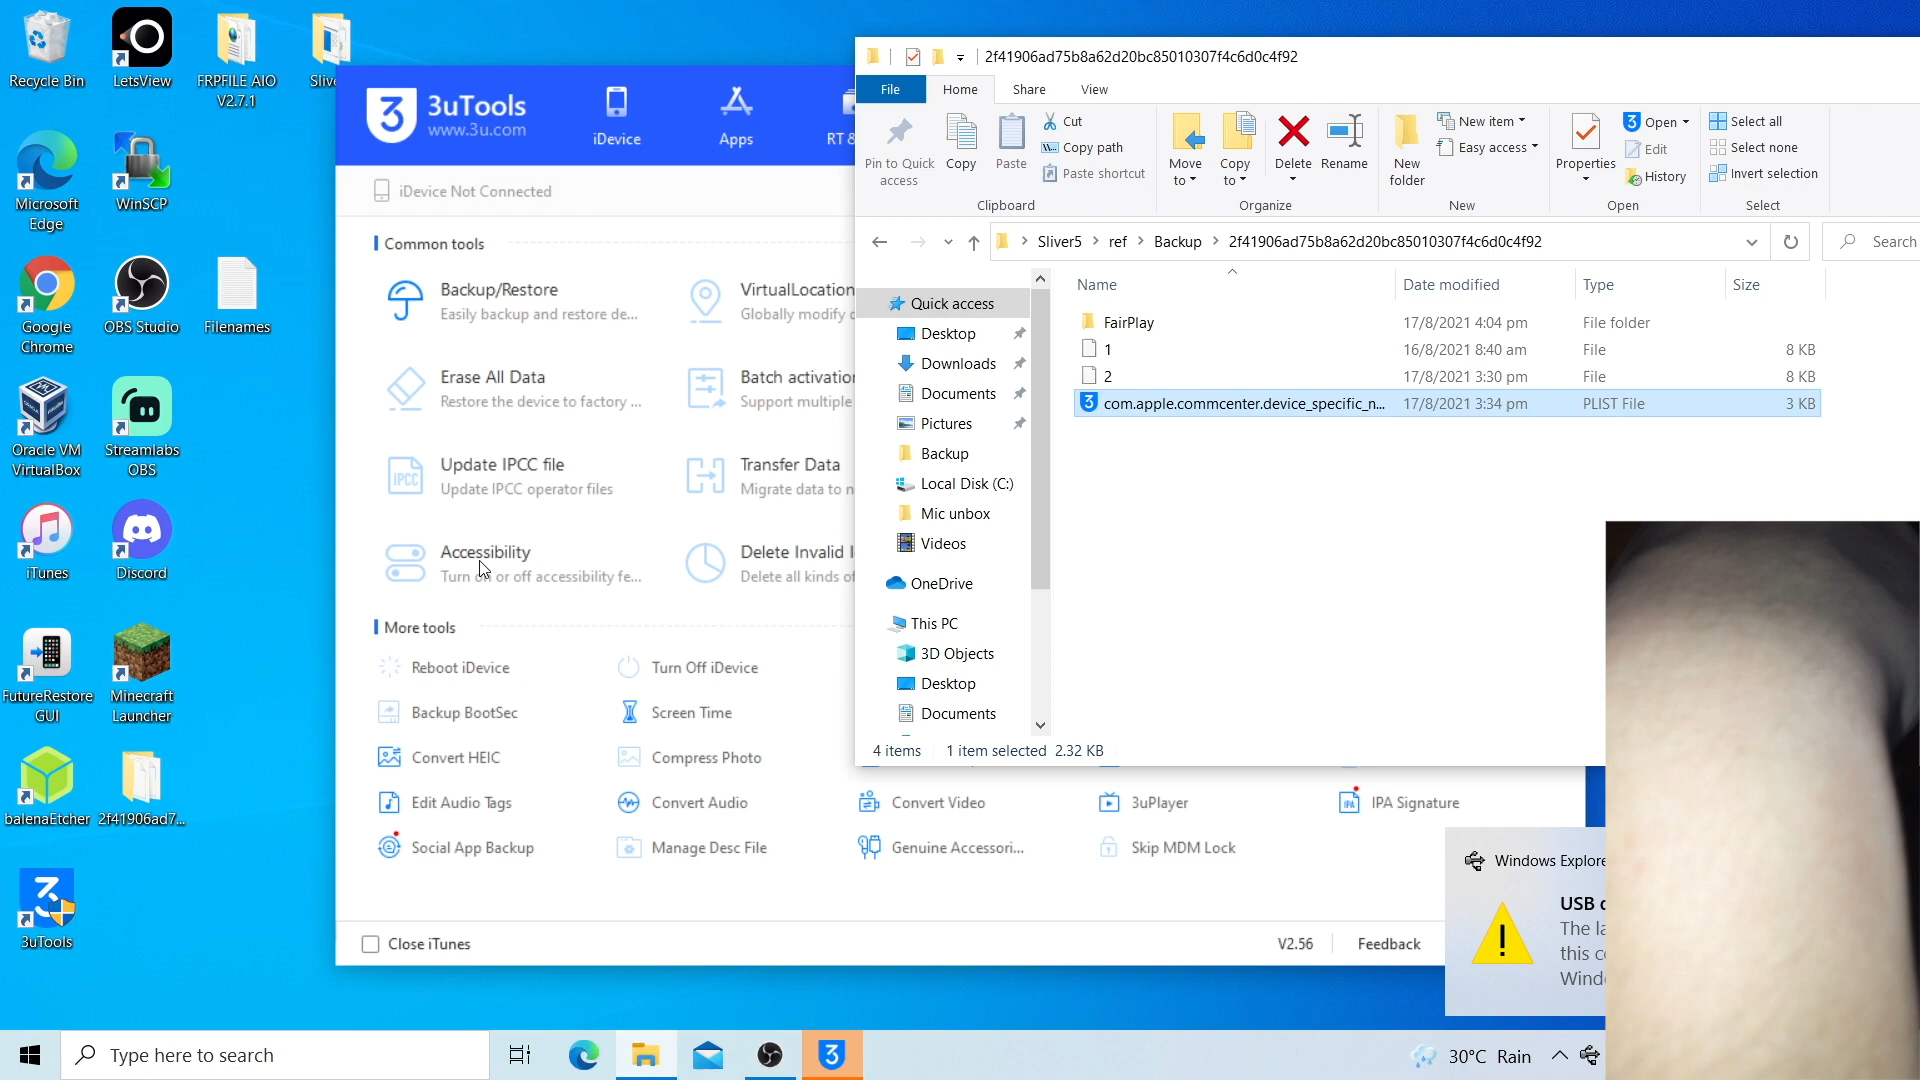 Recycle Bin
LetsView
FRPFILE AIO
V2.7.1
Microsoft
Edge
WinSCP
Google
Chrome
OBS Studio
Filenames
Oracle VM
VirtualBox
Streamlabs
OBS
iTunes
Discord
FutureRestore
GUI
Minecraft
Launcher
balenaEtcher
2f41906ad7...
3uTools
3uTools
www.3u.com
iDevice
Apps
RT &
iDevice Not Connected
Common tools
Backup/Restore
Easily backup and restore de...
VirtualLocation
Globally modify
Erase All Data
Restore the device to factory ...
Batch activation
Support multiple
Update IPCC file
Update IPCC operator files
IPCC
Transfer Data
Migrate data to
Accessibility
Turn on or off accessibility fe...
Delete Invalid
Delete all kinds
More tools
Reboot iDevice
Turn Off iDevice
Backup BootSec
Screen Time
Convert HEIC
Compress Photo
Edit Audio Tags
Convert Audio
Convert Video
3uPlayer
IPA Signature
Social App Backup
Manage Desc File
Genuine Accessori...
Skip MDM Lock
Close iTunes
V2.56
Feedback
2f41906ad75b8a62d20bc85010307f4c6d0c4f92
File
Home
Share
View
Pin to Quick
access
Copy
Paste
Cut
Copy path
Paste shortcut
Clipboard
Move
to
Copy
to
Delete
Rename
Organize
New
folder
New item
Easy access
New
Properties
Open
Edit
History
Open
Select all
Select none
Invert selection
Select
Sliver5 > ref > Backup > 2f41906ad75b8a62d20bc85010307f4c6d0c4f92
Search
Name
Date modified
Type
Size
FairPlay 17/8/2021 4:04 pm File folder
1 16/8/2021 8:40 am File 8 KB
2 17/8/2021 3:30 pm File 8 KB
com.apple.commcenter.device_specific_n... 17/8/2021 3:34 pm PLIST File 3 KB
Quick access
Desktop
Downloads
Documents
Pictures
Backup
Local Disk (C:)
Mic unbox
Videos
OneDrive
This PC
3D Objects
Desktop
Documents
4 items 1 item selected 2.32 KB
Windows Explore
USB
The
this
Wind
Type here to search
30°C Rain